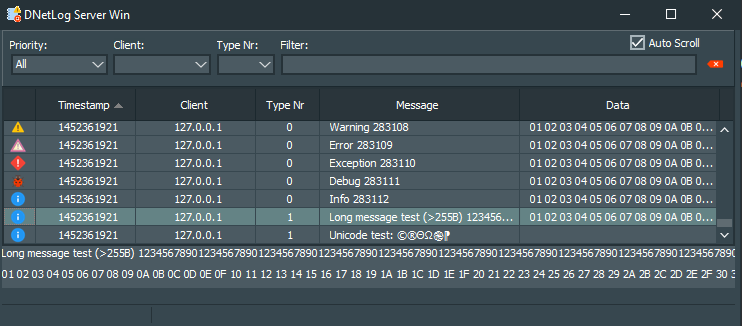 DNetLog Server Win
Priority: Client: Type Nr: Filter: Auto Scroll
All
Timestamp Client Type Nr Message Data
1452361921 127.0.0.1 0 Warning 283108 01 02 03 04 05 06 07 08 09 0A 0B 0...
1452361921 127.0.0.1 0 Error 283109 01 02 03 04 05 06 07 08 09 0A 0B 0...
1452361921 127.0.0.1 0 Exception 283110 01 02 03 04 05 06 07 08 09 0A 0B 0...
1452361921 127.0.0.1 0 Debug 283111 01 02 03 04 05 06 07 08 09 0A 0B 0...
1452361921 127.0.0.1 0 Info 283112 01 02 03 04 05 06 07 08 09 0A 0B 0...
1452361921 127.0.0.1 1 Long message test (>255B) 123456... 01 02 03 04 05 06 07 08 09 0A 0B 0...
1452361921 127.0.0.1 1 Unicode test: ©®ΘΩ
Long message test (>255B) 1234567890123456789012345678901234567890123456789012345678901234567890123456789012345678901234567890
01 02 03 04 05 06 07 08 09 0A 0B 0C 0D 0E 0F 10 11 12 13 14 15 16 17 18 19 1A 1B 1C 1D 1E 1F 20 21 22 23 24 25 26 27 28 29 2A 2B 2C 2D 2E 2F 30 3